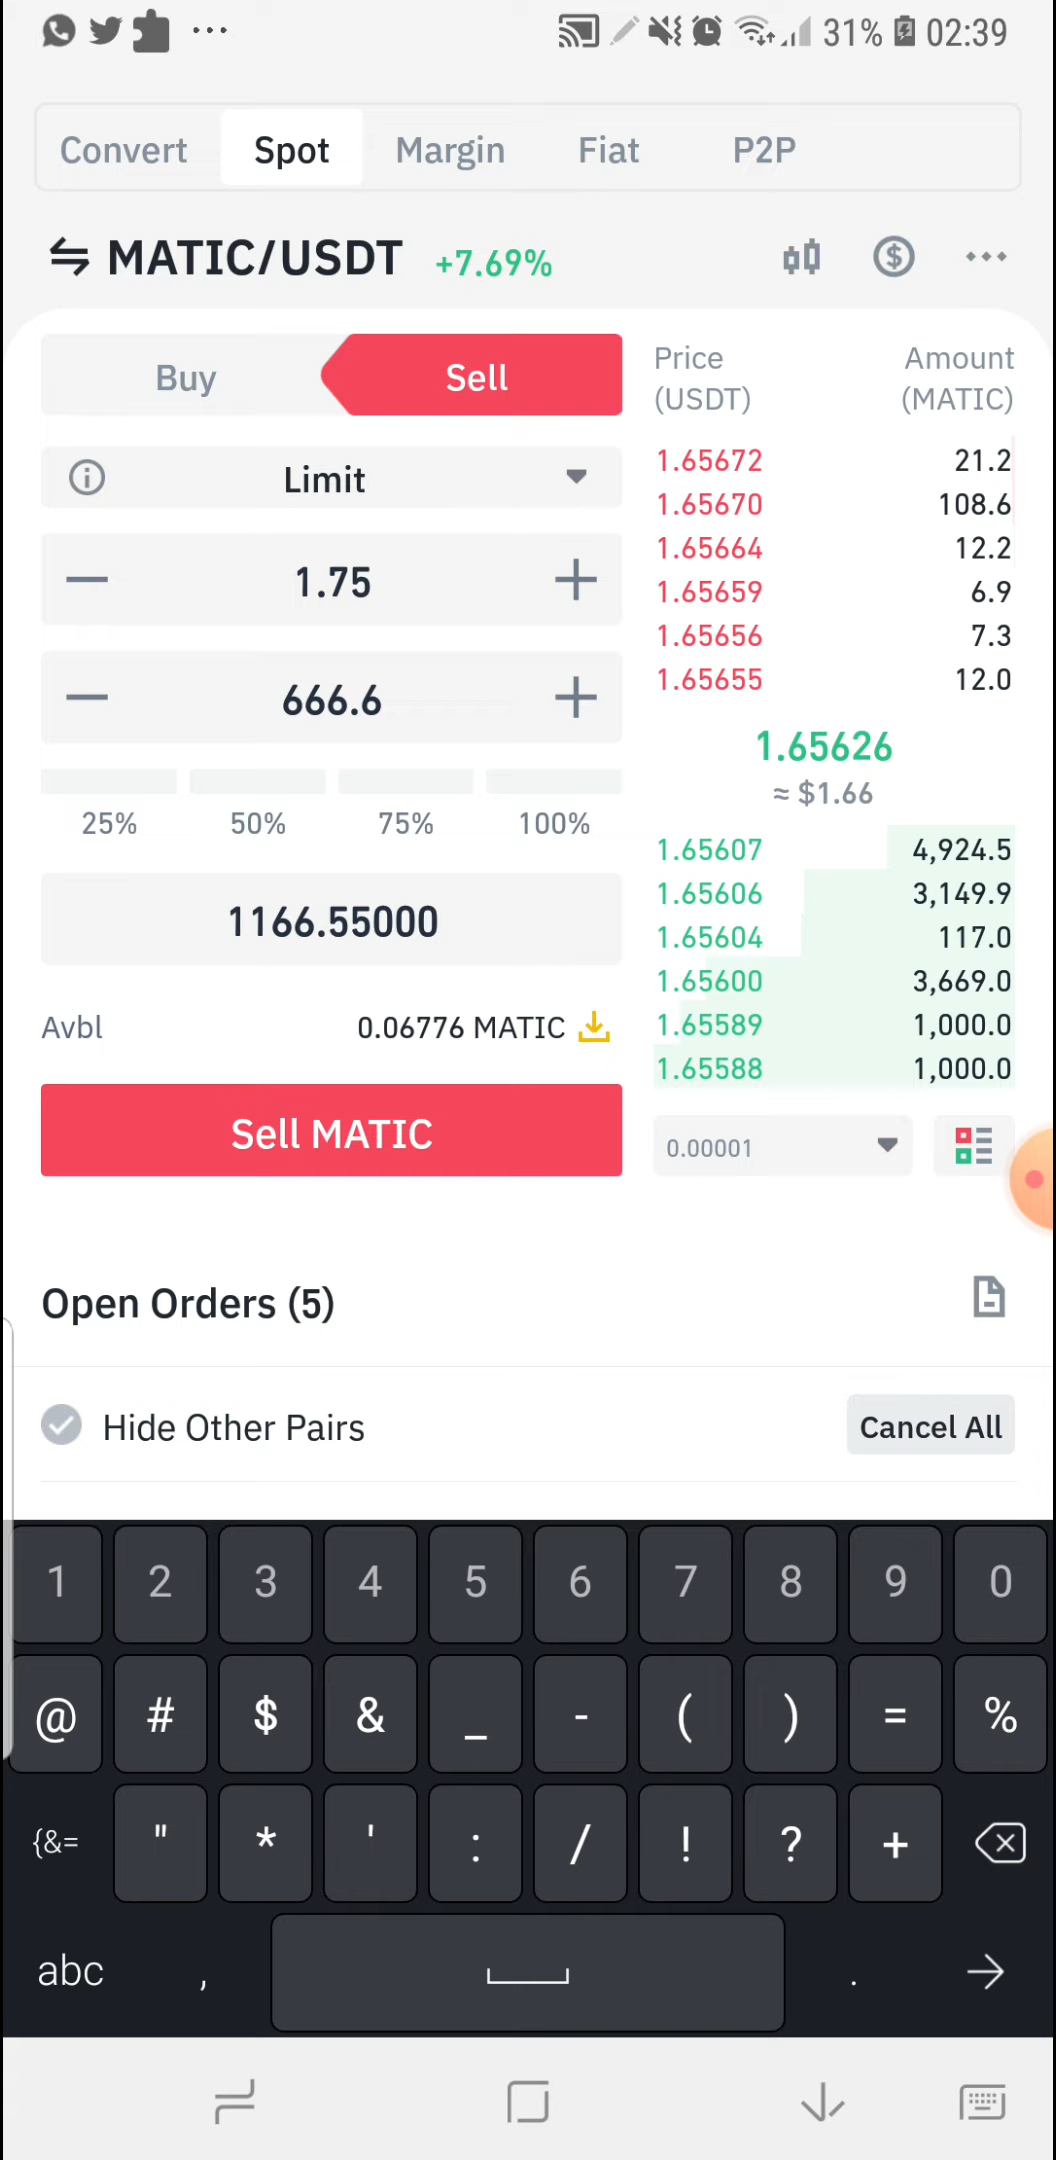 31% 02:39
Convert Spot Margin Fiat P2P
MATIC/USDT +7.69%
Buy Sell
Price (USDT) Amount (MATIC)
Limit
1.75
666.6
25% 50% 75% 100%
1166.55000
Avbl 0.06776 MATIC
Sell MATIC
1.65672 21.2
1.65670 108.6
1.65664 12.2
1.65659 6.9
1.65656 7.3
1.65655 12.0
1.65626
≈ $1.66
1.65607 4,924.5
1.65606 3,149.9
1.65604 117.0
1.65600 3,669.0
1.65589 1,000.0
1.65588 1,000.0
0.00001
Open Orders (5)
Hide Other Pairs Cancel All
1 2 3 4 5 6 7 8 9 0
@ # $ & _ - ( ) = %
{&= " * ' : / ! ? +
abc , .